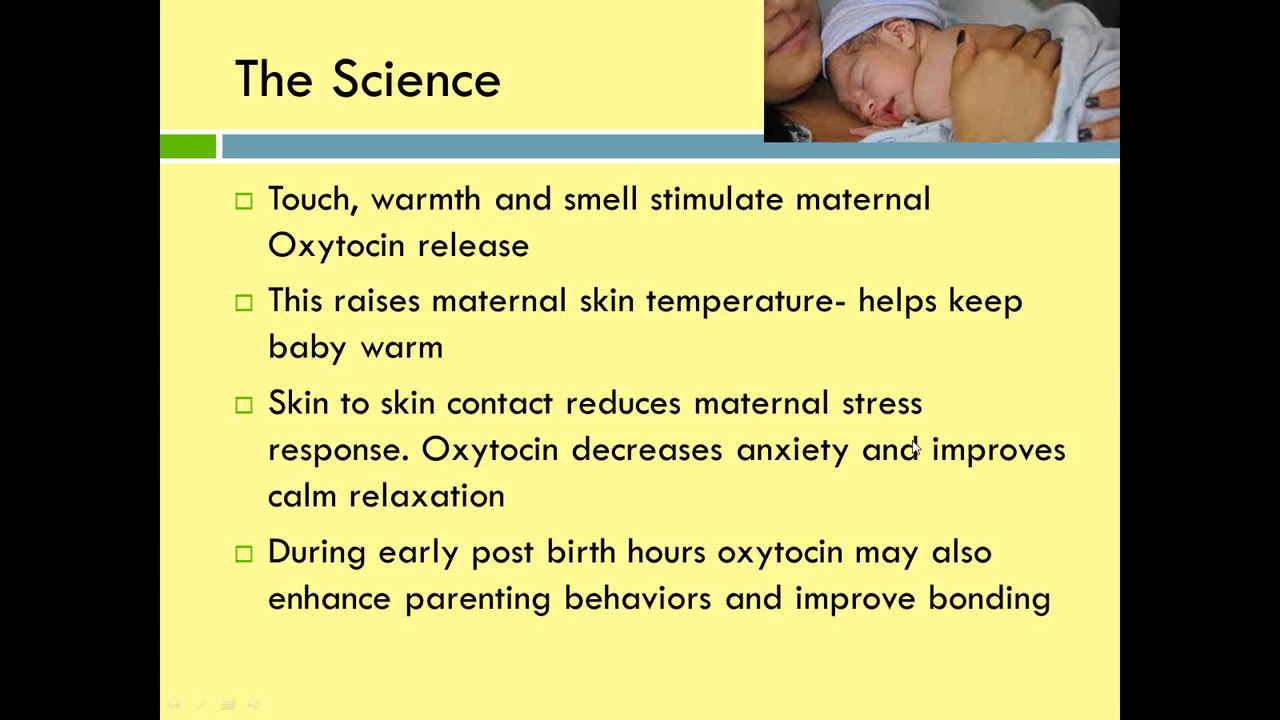 The Science
Touch, warmth and smell stimulate maternal
Oxytocin release
This raises maternal skin temperature- helps keep
baby warm
Skin to skin contact reduces maternal stress
response. Oxytocin decreases anxiety and improves
calm relaxation
During early post birth hours oxytocin may also
enhance parenting behaviors and improve bonding